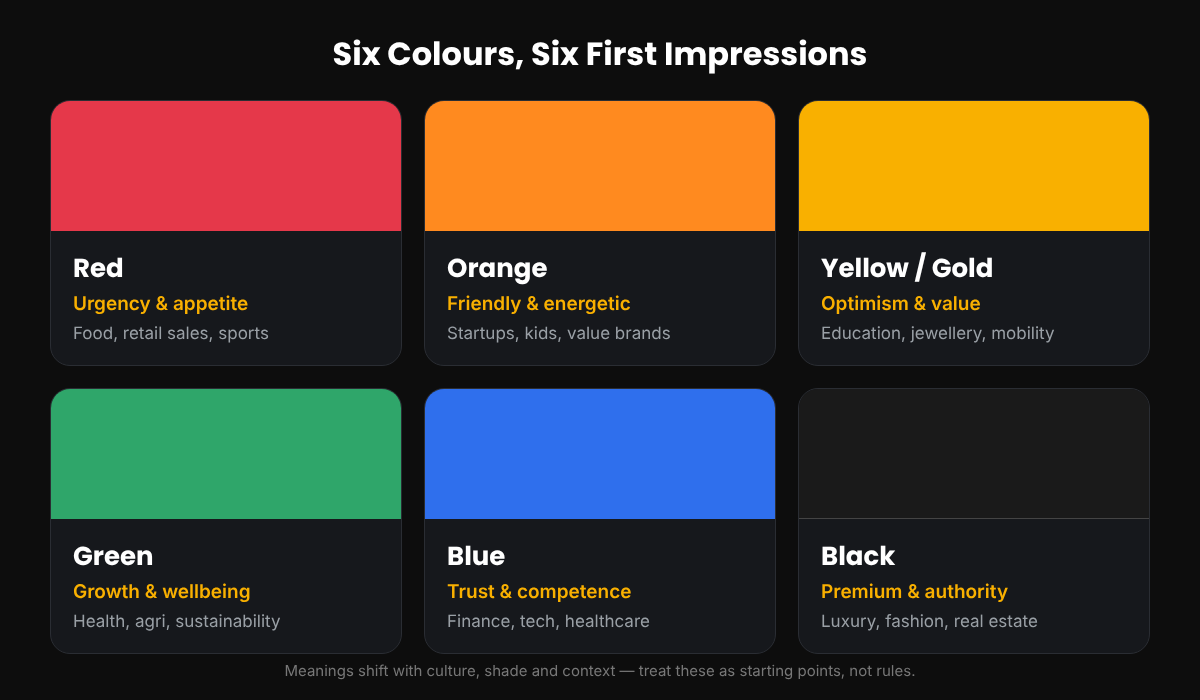 Six Colours, Six First Impressions
Red
Urgency & appetite
Food, retail sales, sports
Orange
Friendly & energetic
Startups, kids, value brands
Yellow / Gold
Optimism & value
Education, jewellery, mobility
Green
Growth & wellbeing
Health, agri, sustainability
Blue
Trust & competence
Finance, tech, healthcare
Black
Premium & authority
Luxury, fashion, real estate
Meanings shift with culture, shade and context — treat these as starting points, not rules.